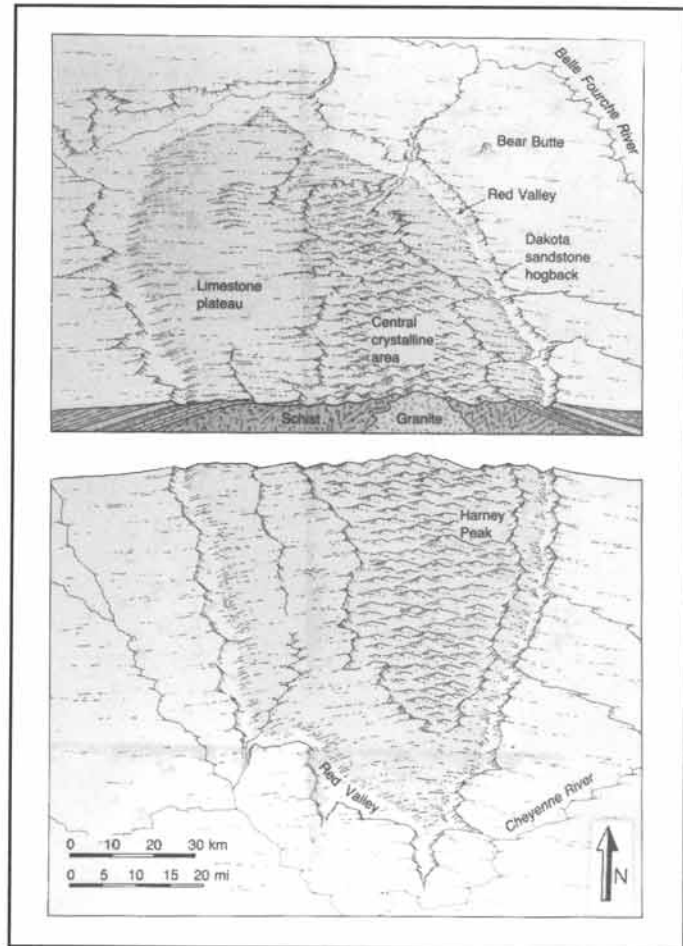 Belle Fourche River
Bear Butte
Red Valley
Dakota
sandstone
hogback
Limestone
plateau
Central
crystalline
area
Schist
Granite
Harney
Peak
Red Valley
Cheyenne River
0 10 20 30 km
0 5 10 15 20 mi
N